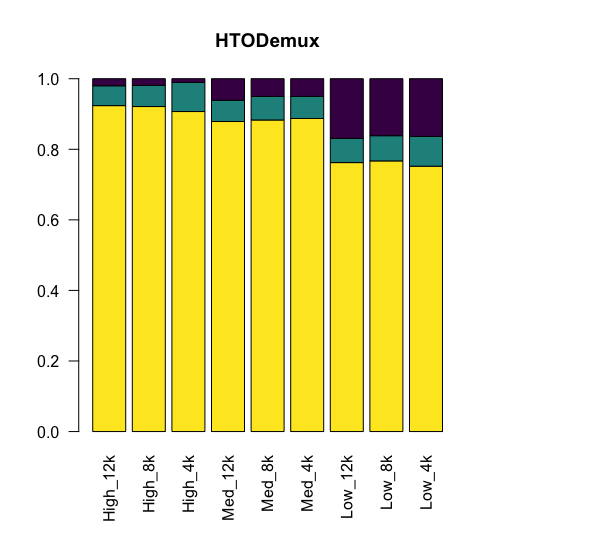 HTODemux
1.0
0.8
0.6
0.4
0.2
0.0
High_12k
High_8k
High_4k
Med_12k
Med_8k
Med_4k
Low_12k
Low_8k
Low_4k